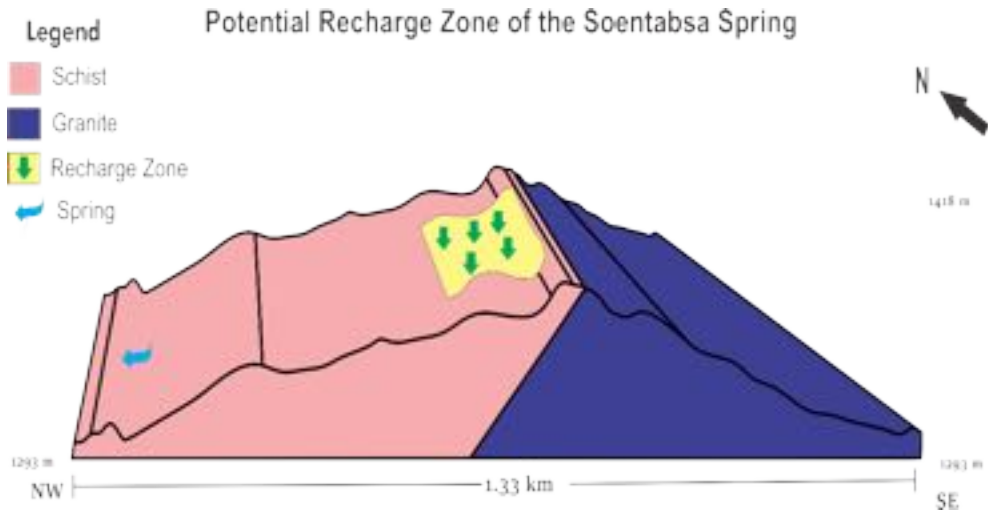 Potential Recharge Zone of the Soentabsa Spring
Legend
Schist
Granite
Recharge Zone
Spring
N
1418 m
1293 m
1293 m
NW
1.33 km
SE